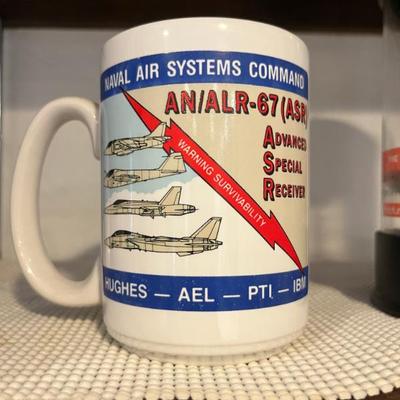 NAVAL AIR SYSTEMS COMMAND
AN/ALR-67 (ASR)
ADVANCED
SPECIAL
RECEIVER
WARNING SURVIVABILITY
HUGHES — AEL — PTI — IBM